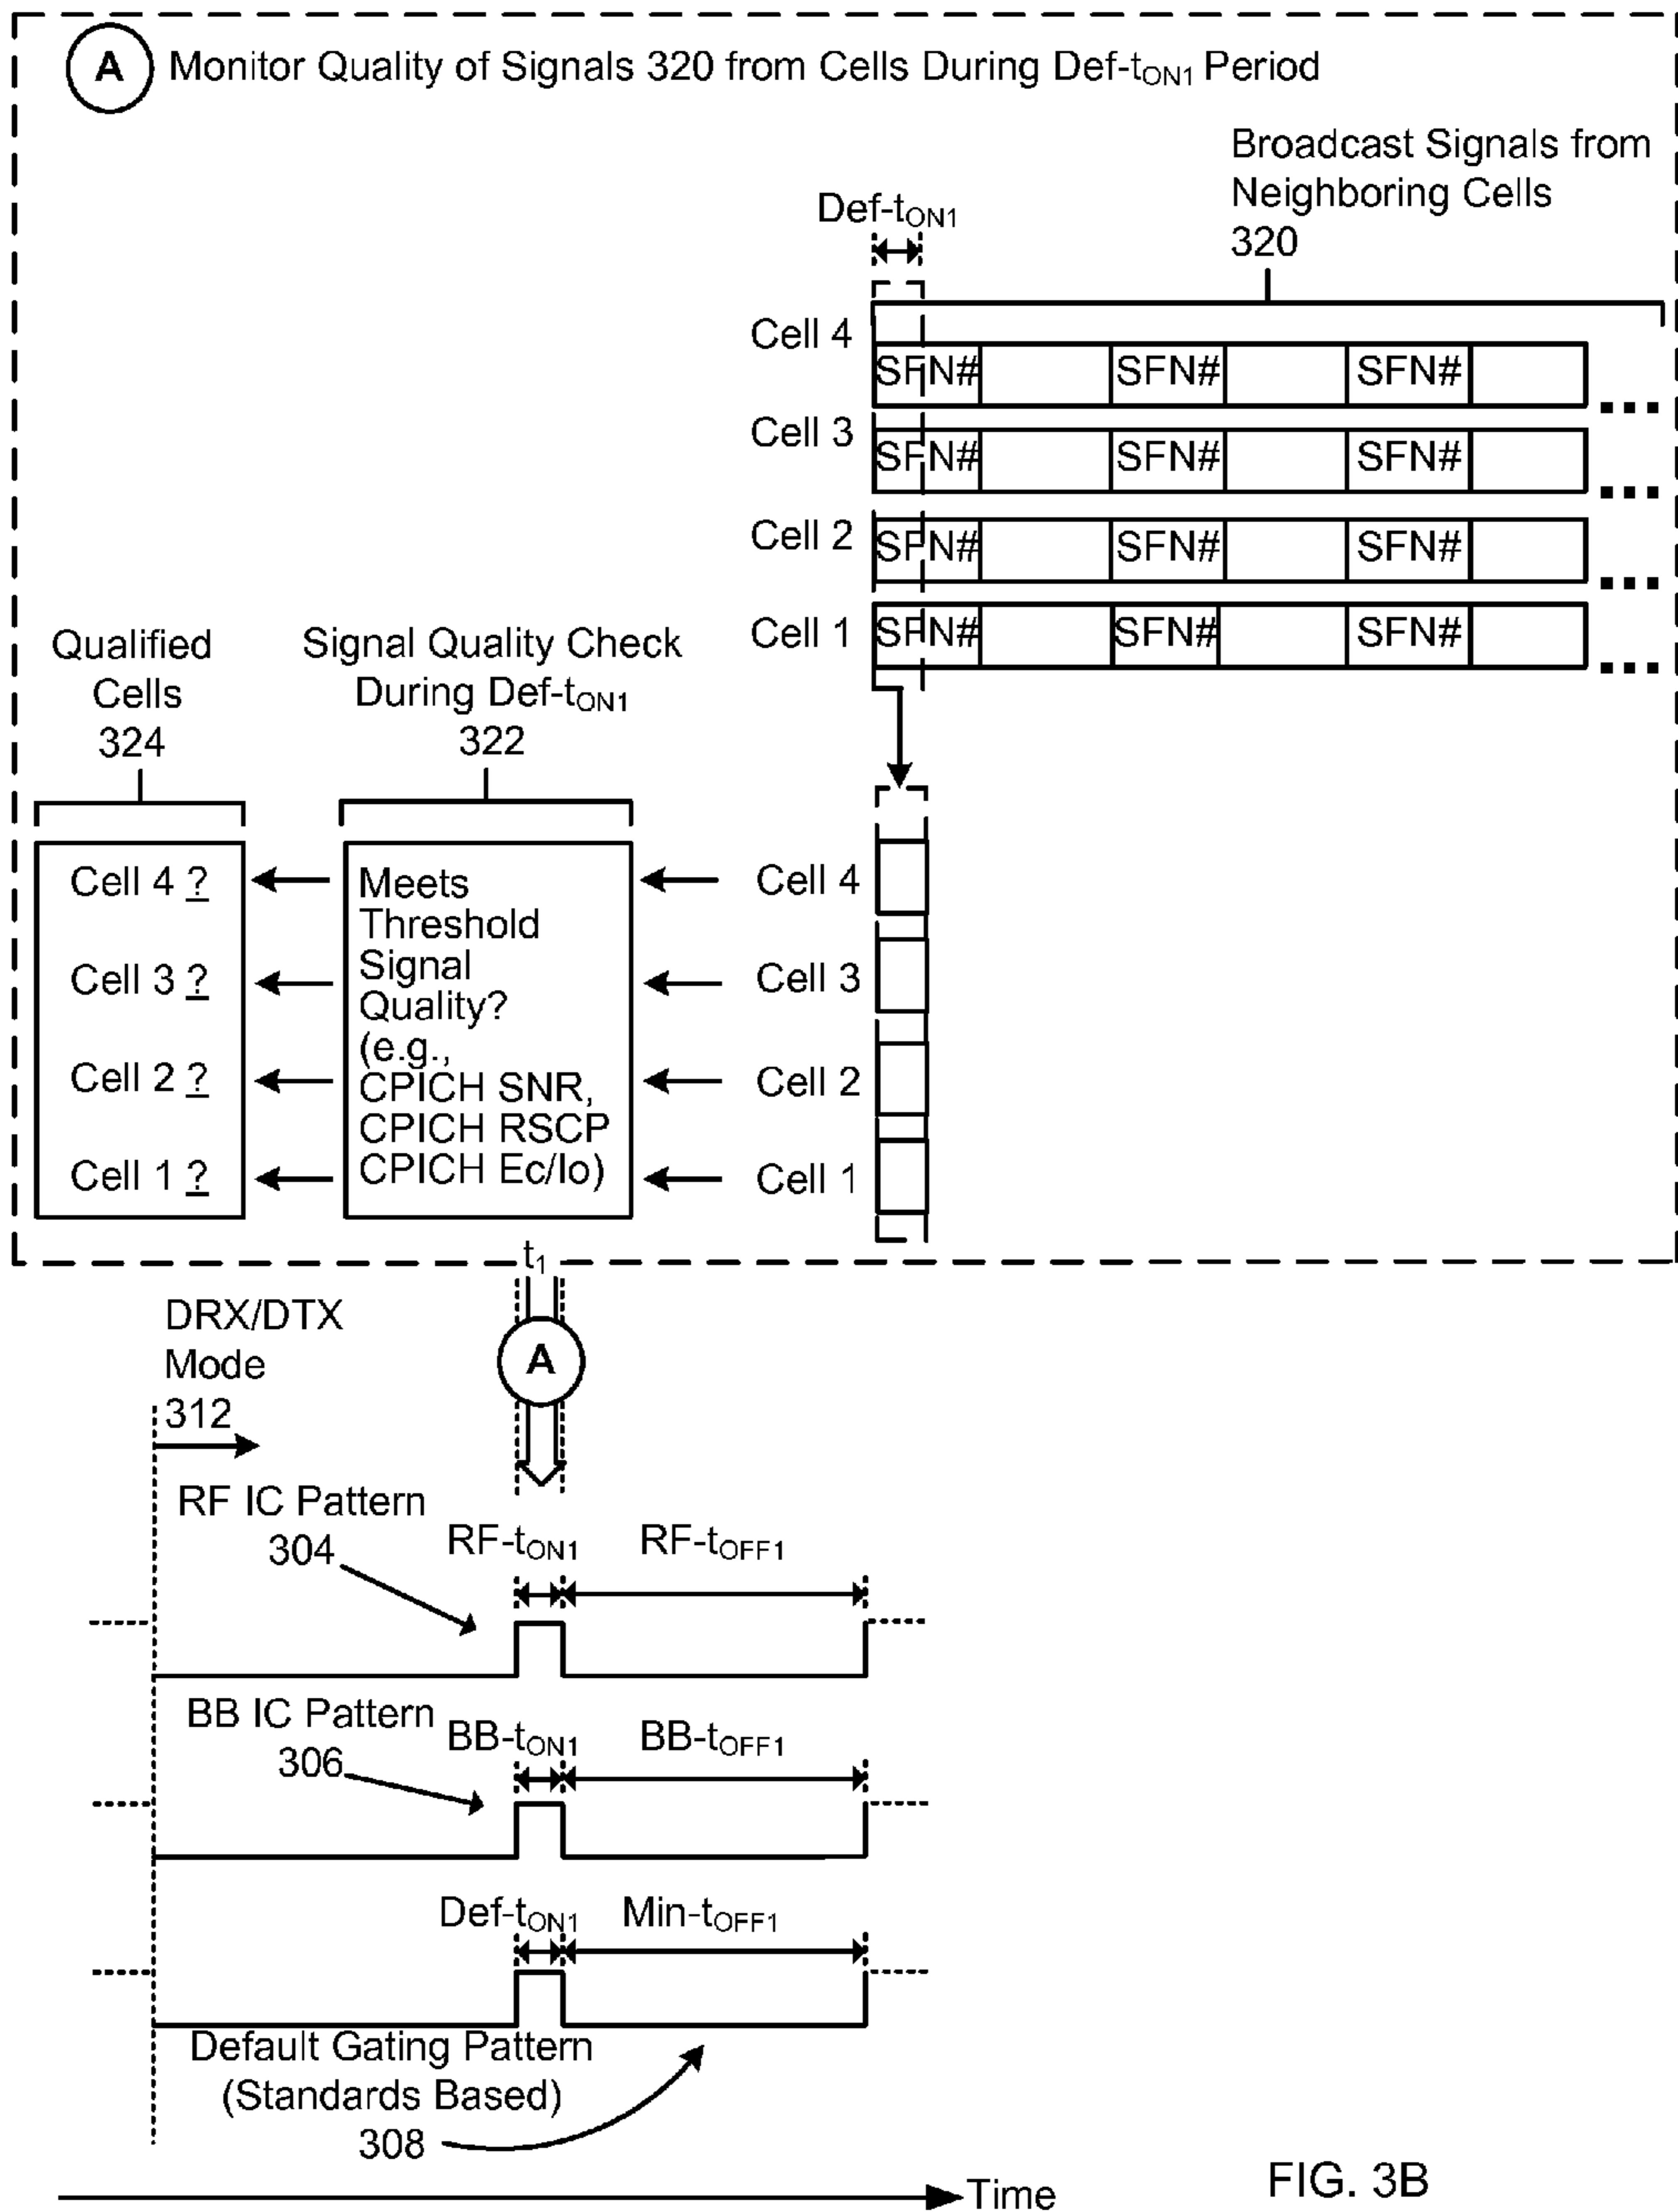 A Monitor Quality of Signals 320 from Cells During Def-tON1 Period
Broadcast Signals from
Neighboring Cells
320
Def-tON1
Cell 4
SFN# SFN# SFN# ...
Cell 3
SFN# SFN# SFN# ...
Cell 2
SFN# SFN# SFN# ...
Cell 1
SFN# SFN# SFN# ...
Qualified
Cells
324
Signal Quality Check
During Def-tON1
322
Cell 4 ?
Cell 3 ?
Cell 2 ?
Cell 1 ?
Meets
Threshold
Signal
Quality?
(e.g.,
CPICH SNR,
CPICH RSCP
CPICH Ec/Io)
Cell 4
Cell 3
Cell 2
Cell 1
t1
A
DRX/DTX
Mode
312
RF IC Pattern
304
RF-tON1 RF-tOFF1
BB IC Pattern
306
BB-tON1 BB-tOFF1
Def-tON1 Min-tOFF1
Default Gating Pattern
(Standards Based)
308
Time
FIG. 3B